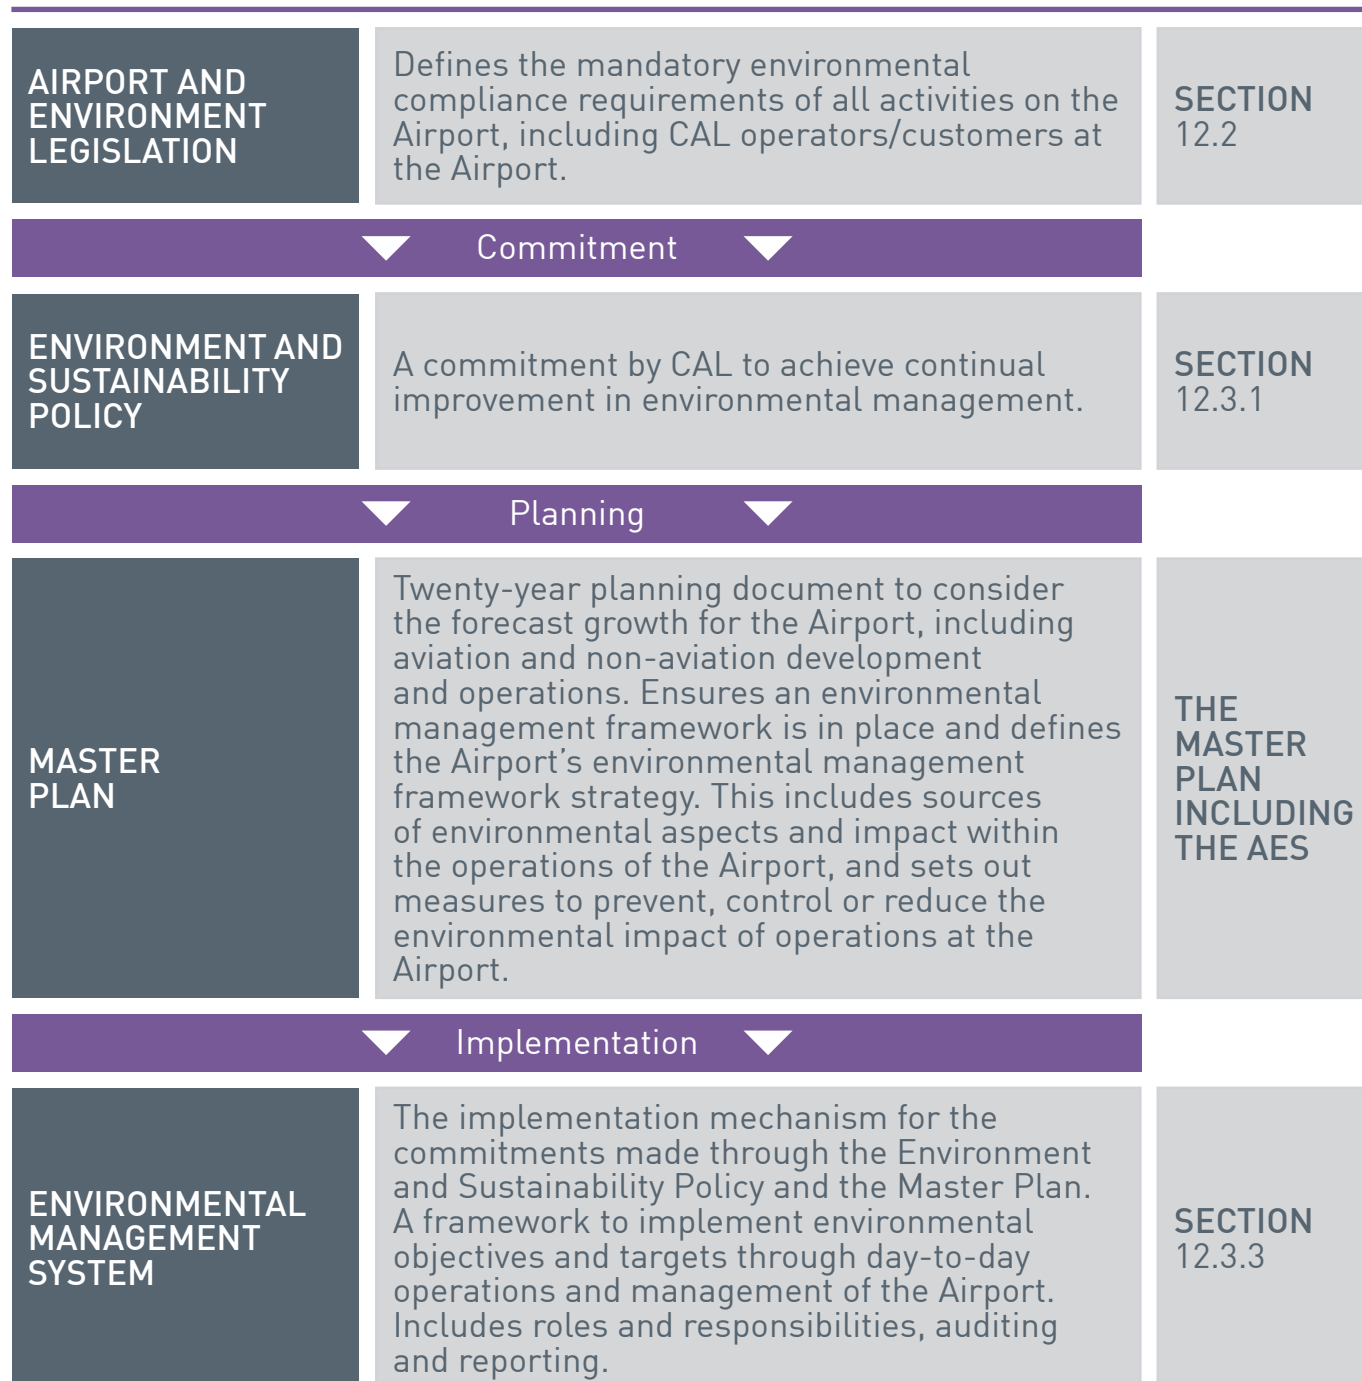 AIRPORT AND
ENVIRONMENT
LEGISLATION
Defines the mandatory environmental
compliance requirements of all activities on the
Airport, including CAL operators/customers at
the Airport.
SECTION
12.2
Commitment
ENVIRONMENT AND
SUSTAINABILITY
POLICY
A commitment by CAL to achieve continual
improvement in environmental management.
SECTION
12.3.1
Planning
MASTER
PLAN
Twenty-year planning document to consider
the forecast growth for the Airport, including
aviation and non-aviation development
and operations. Ensures an environmental
management framework is in place and defines
the Airport’s environmental management
framework strategy. This includes sources
of environmental aspects and impact within
the operations of the Airport, and sets out
measures to prevent, control or reduce the
environmental impact of operations at the
Airport.
THE
MASTER
PLAN
INCLUDING
THE AES
Implementation
ENVIRONMENTAL
MANAGEMENT
SYSTEM
The implementation mechanism for the
commitments made through the Environment
and Sustainability Policy and the Master Plan.
A framework to implement environmental
objectives and targets through day-to-day
operations and management of the Airport.
Includes roles and responsibilities, auditing
and reporting.
SECTION
12.3.3